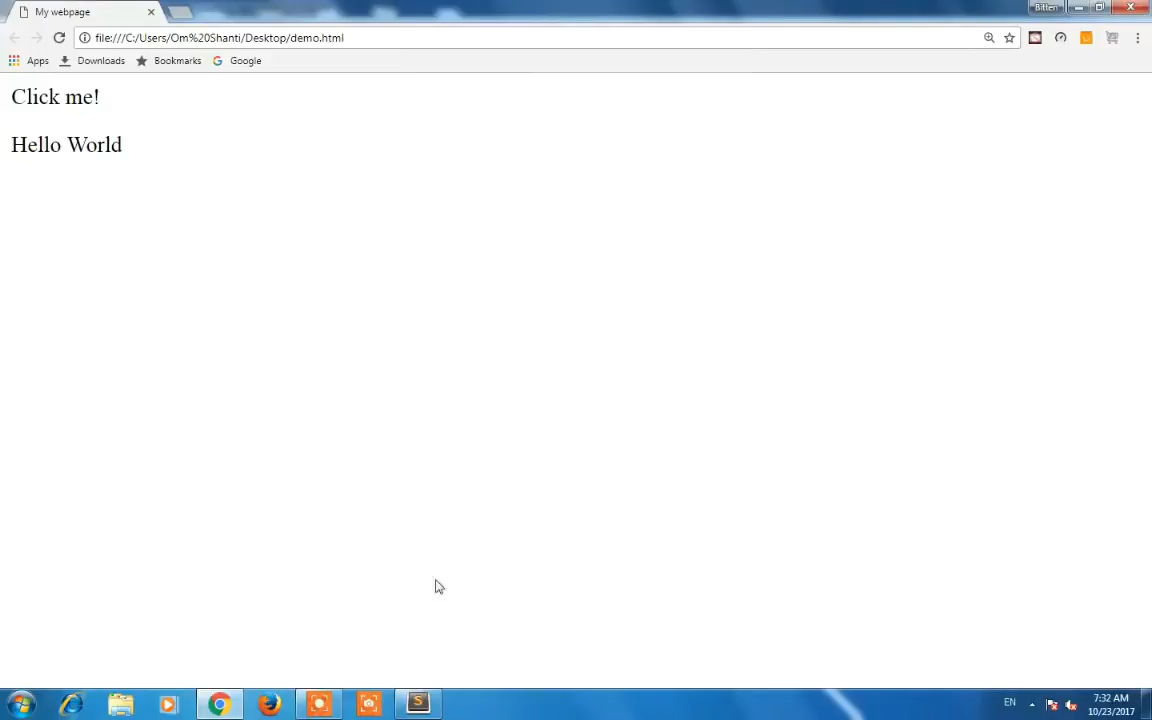 My webpage
Bitten
file:///C:/Users/Om%20Shanti/Desktop/demo.html
Apps Downloads Bookmarks Google
Click me!
Hello World
EN
7:32 AM
10/23/2017